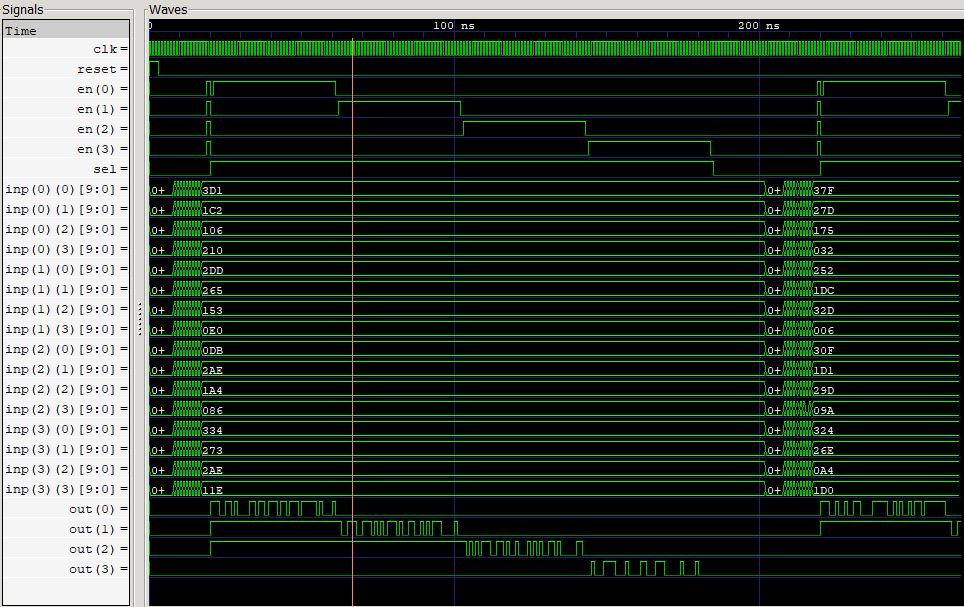 Signals Waves
Time 0 100 ns 200 ns
clk=
reset=
en(0)=
en(1)=
en(2)=
en(3)=
sel=
inp(0)(0)[9:0]= 0+ 3D1 0+ 37F
inp(0)(1)[9:0]= 0+ 1C2 0+ 27D
inp(0)(2)[9:0]= 0+ 106 0+ 175
inp(0)(3)[9:0]= 0+ 210 0+ 032
inp(1)(0)[9:0]= 0+ 2DD 0+ 252
inp(1)(1)[9:0]= 0+ 265 0+ 1DC
inp(1)(2)[9:0]= 0+ 153 0+ 32D
inp(1)(3)[9:0]= 0+ 0E0 0+ 006
inp(2)(0)[9:0]= 0+ 0DB 0+ 30F
inp(2)(1)[9:0]= 0+ 2AE 0+ 1D1
inp(2)(2)[9:0]= 0+ 1A4 0+ 29D
inp(2)(3)[9:0]= 0+ 086 0+ 09A
inp(3)(0)[9:0]= 0+ 334 0+ 324
inp(3)(1)[9:0]= 0+ 273 0+ 26E
inp(3)(2)[9:0]= 0+ 2AE 0+ 0A4
inp(3)(3)[9:0]= 0+ 11E 0+ 1D0
out(0)=
out(1)=
out(2)=
out(3)=